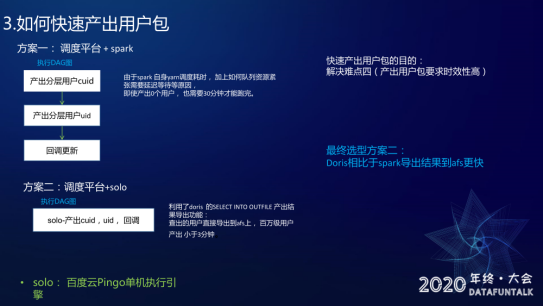 3.如何快速产出用户包
方案一： 调度平台 + spark
执行DAG图
产出分层用户cuid
产出分层用户uid
回调更新
由于spark 自身yarn调度耗时， 加上如何队列资源紧
张需要延迟等待等原因，
即使产出0个用户， 也需要30分钟才能跑完。
快速产出用户包的目的：
解决难点四（ 产出用户包要求时效性高）
最终选型方案二：
Doris相比于spark导出结果到afs更快
方案二：调度平台+solo
执行DAG图
solo-产出cuid，uid， 回调
利用了doris 的SELECT INTO OUTFILE 产出结
果导出功能：
查出的用户直接导出到afs上， 百万级用户
产出 小于3分钟
• solo： 百度云Pingo单机执行引
擎
2020 年终・大会
DATAFUNTALK